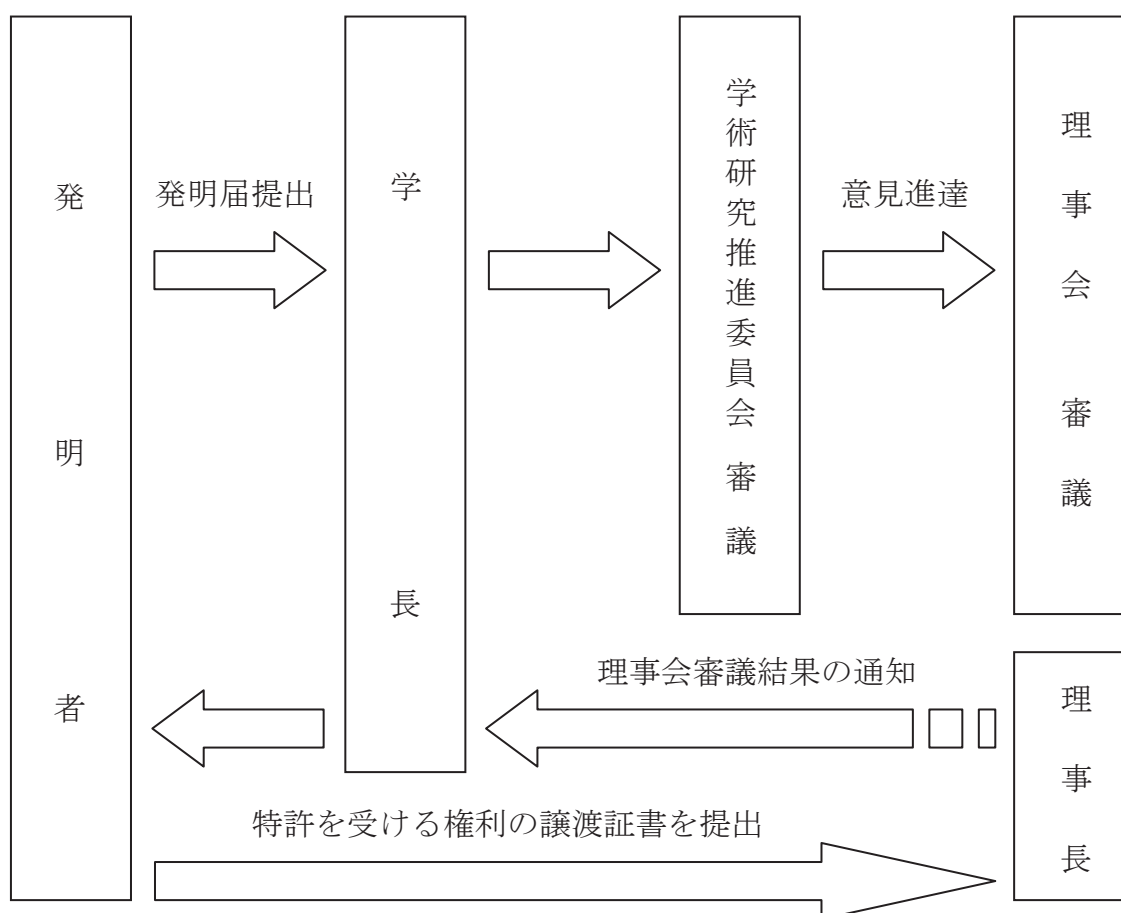 発明者
発明届提出
学長
学術研究推進委員会 審議
意見進達
理事会 審議
理事会審議結果の通知
理事長
特許を受ける権利の譲渡証書を提出